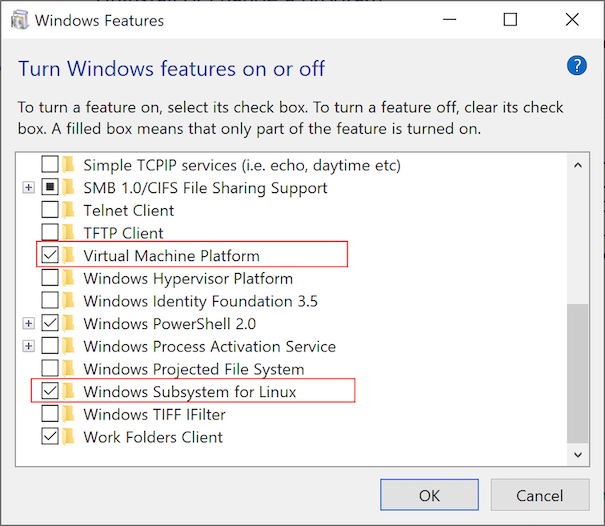 Windows Features
Turn Windows features on or off
?
To turn a feature on, select its check box. To turn a feature off, clear its check
box. A filled box means that only part of the feature is turned on.
Simple TCPIP services (i.e. echo, daytime etc)
SMB 1.0/CIFS File Sharing Support
Telnet Client
TFTP Client
Virtual Machine Platform
Windows Hypervisor Platform
Windows Identity Foundation 3.5
Windows PowerShell 2.0
Windows Process Activation Service
Windows Projected File System
Windows Subsystem for Linux
Windows TIFF IFilter
Work Folders Client
OK
Cancel